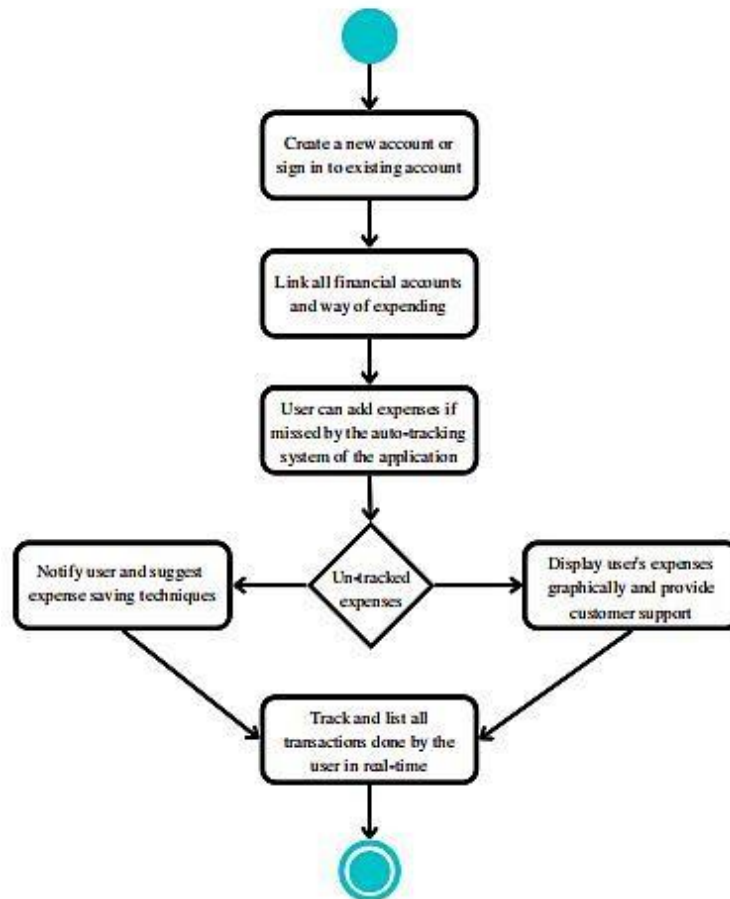 Create a new account or
sign in to existing account
Link all financial accounts
and way of expending
User can add expenses if
missed by the auto-tracking
system of the application
Notify user and suggest
expense saving techniques
Un-tracked
expenses
Display user's expenses
graphically and provide
customer support
Track and list all
transactions done by the
user in real-time